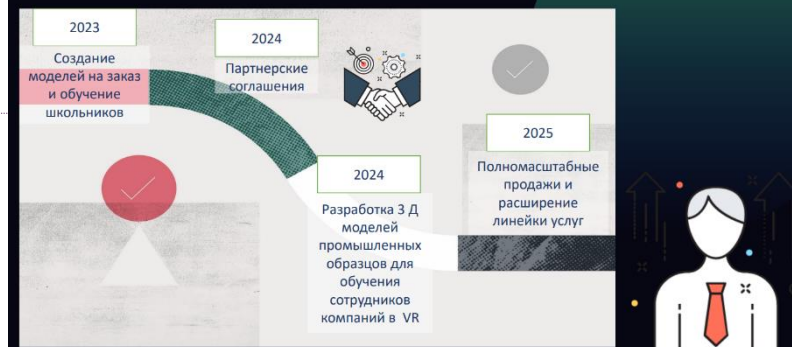 2023
Создание
моделей на заказ
и обучение
школьников
2024
Партнерские
соглашения
2024
Разработка 3 Д
моделей
промышленных
образцов для
обучения
сотрудников
компаний в VR
2025
Полномасштабные
продажи и
расширение
линейки услуг